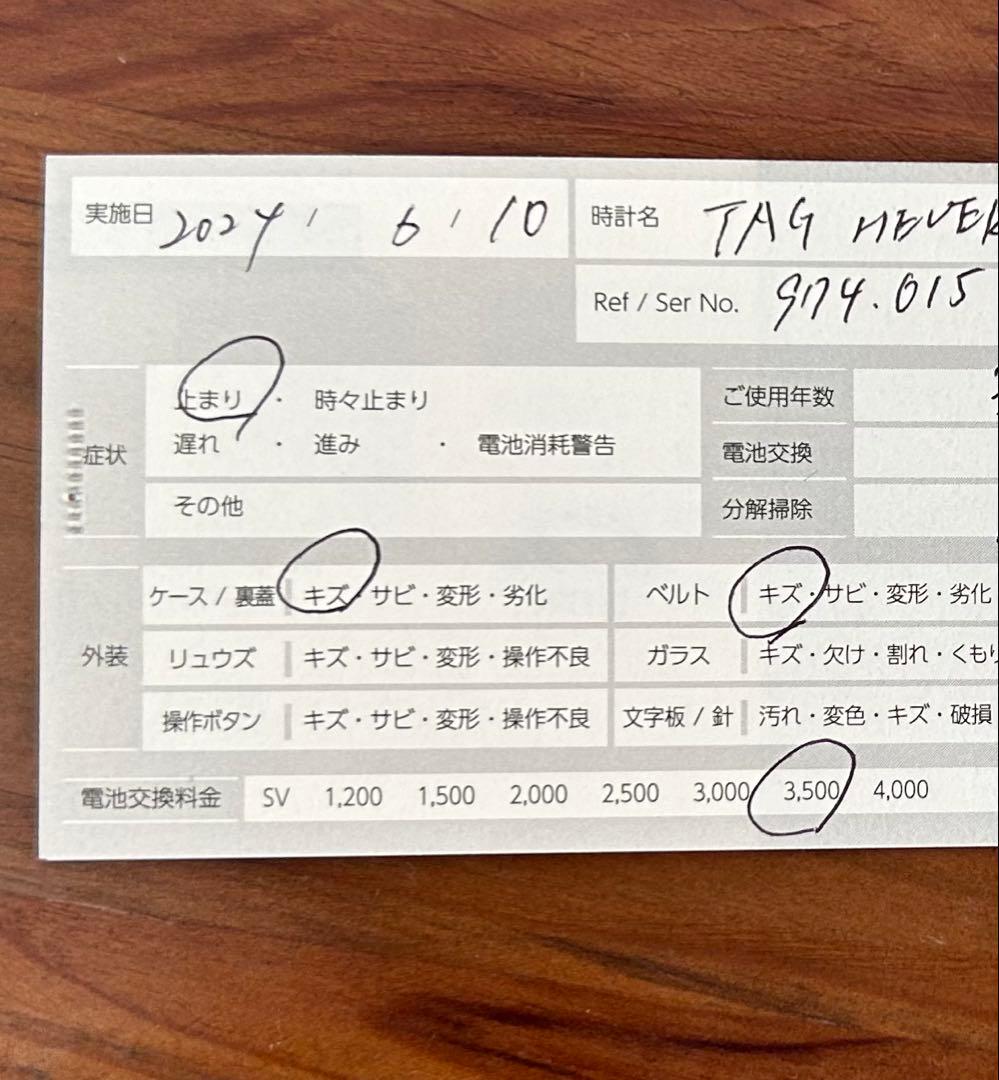 実施日 2024 / 6 / 10
時計名 TAG HEUER
Ref / Ser No. 974.015
症状
止まり ・ 時々止まり
遅れ ・ 進み ・ 電池消耗警告
その他
ご使用年数
電池交換
分解掃除
外装
ケース / 裏蓋 キズ・サビ・変形・劣化
ベルト キズ・サビ・変形・劣化
リュウズ キズ・サビ・変形・操作不良
ガラス キズ・欠け・割れ・くもり
操作ボタン キズ・サビ・変形・操作不良
文字板 / 針 汚れ・変色・キズ・破損
電池交換料金 SV 1,200 1,500 2,000 2,500 3,000 3,500 4,000